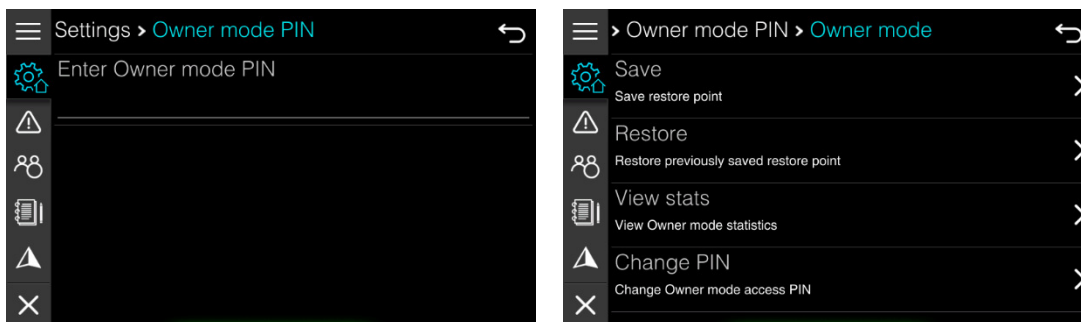 Settings > Owner mode PIN
Enter Owner mode PIN
> Owner mode PIN > Owner mode
Save
Save restore point
Restore
Restore previously saved restore point
View stats
View Owner mode statistics
Change PIN
Change Owner mode access PIN